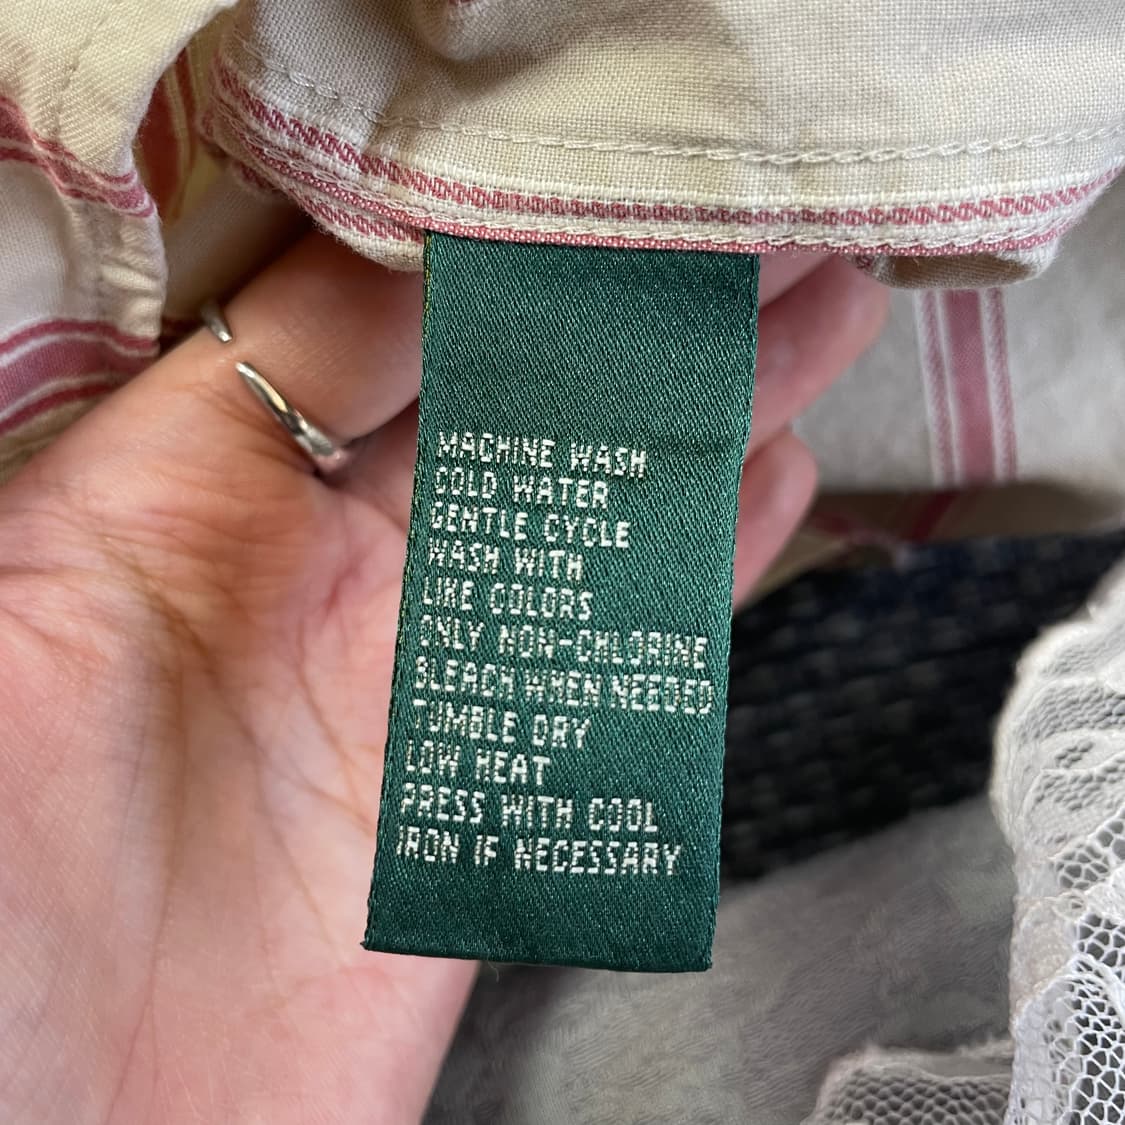 MACHINE WASH
COLD WATER
GENTLE CYCLE
WASH WITH
LIKE COLORS
ONLY NON-CHLORINE
BLEACH WHEN NEEDED
TUMBLE DRY
LOW HEAT
PRESS WITH COOL
IRON IF NECESSARY